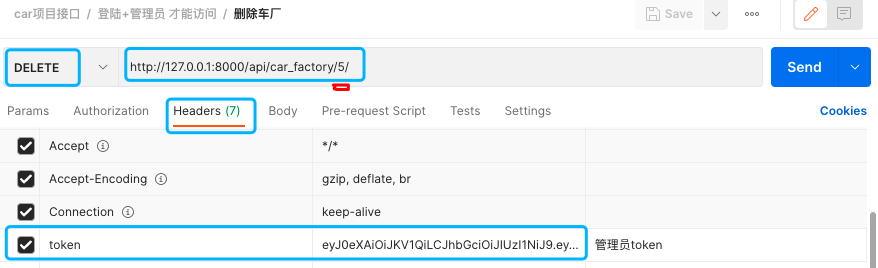 car项目接口 / 登陆+管理员 才能访问 / 删除车厂 Save
DELETE http://127.0.0.1:8000/api/car_factory/5/ Send
Params Authorization Headers (7) Body Pre-request Script Tests Settings Cookies
Accept */*
Accept-Encoding gzip, deflate, br
Connection keep-alive
token eyJ0eXAiOiJKV1QiLCJhbGciOiJIUzI1NiJ9.ey... 管理员token